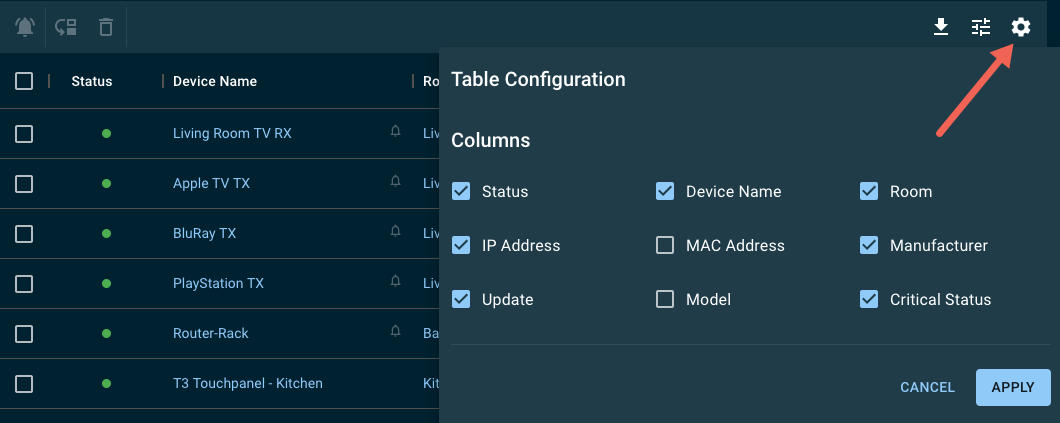 Status Device Name Ro
Living Room TV RX Liv
Apple TV TX Liv
BluRay TX Liv
PlayStation TX Liv
Router-Rack Ba
T3 Touchpanel - Kitchen Kit
Table Configuration
Columns
Status Device Name Room
IP Address MAC Address Manufacturer
Update Model Critical Status
CANCEL APPLY